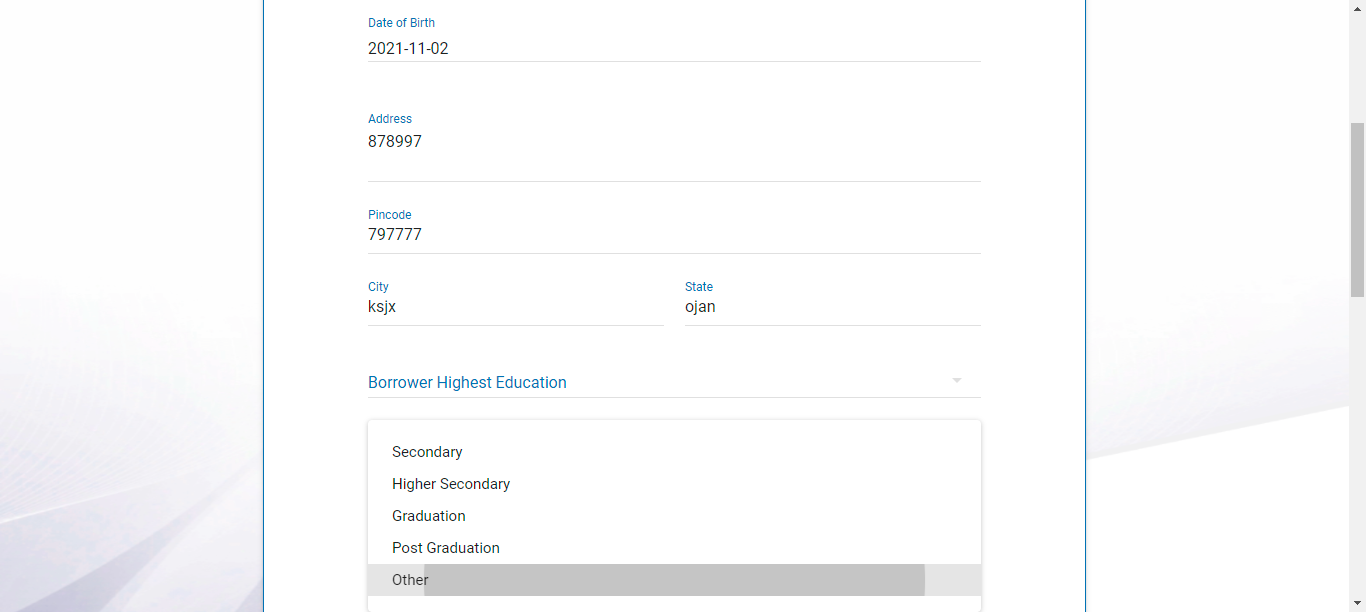 Date of Birth
2021-11-02
Address
878997
Pincode
797777
City
ksjx
State
ojan
Borrower Highest Education
Secondary
Higher Secondary
Graduation
Post Graduation
Other